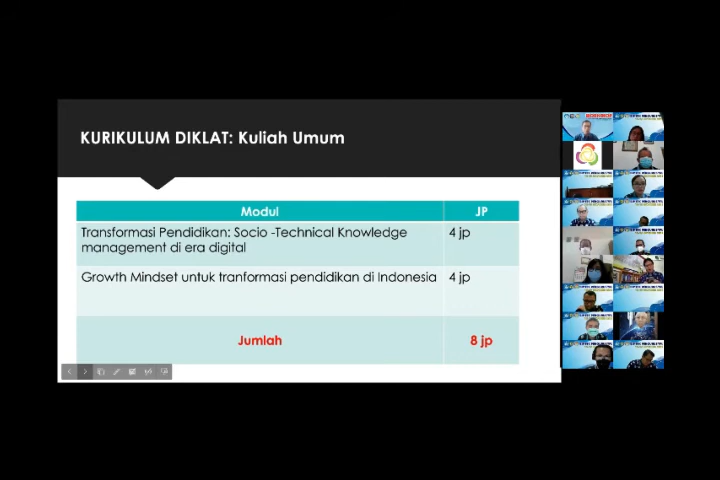 KURIKULUM DIKLAT: Kuliah Umum
Modul JP
Transformasi Pendidikan: Socio -Technical Knowledge 4 jp
management di era digital
Growth Mindset untuk tranformasi pendidikan di Indonesia 4 jp
Jumlah 8 jp